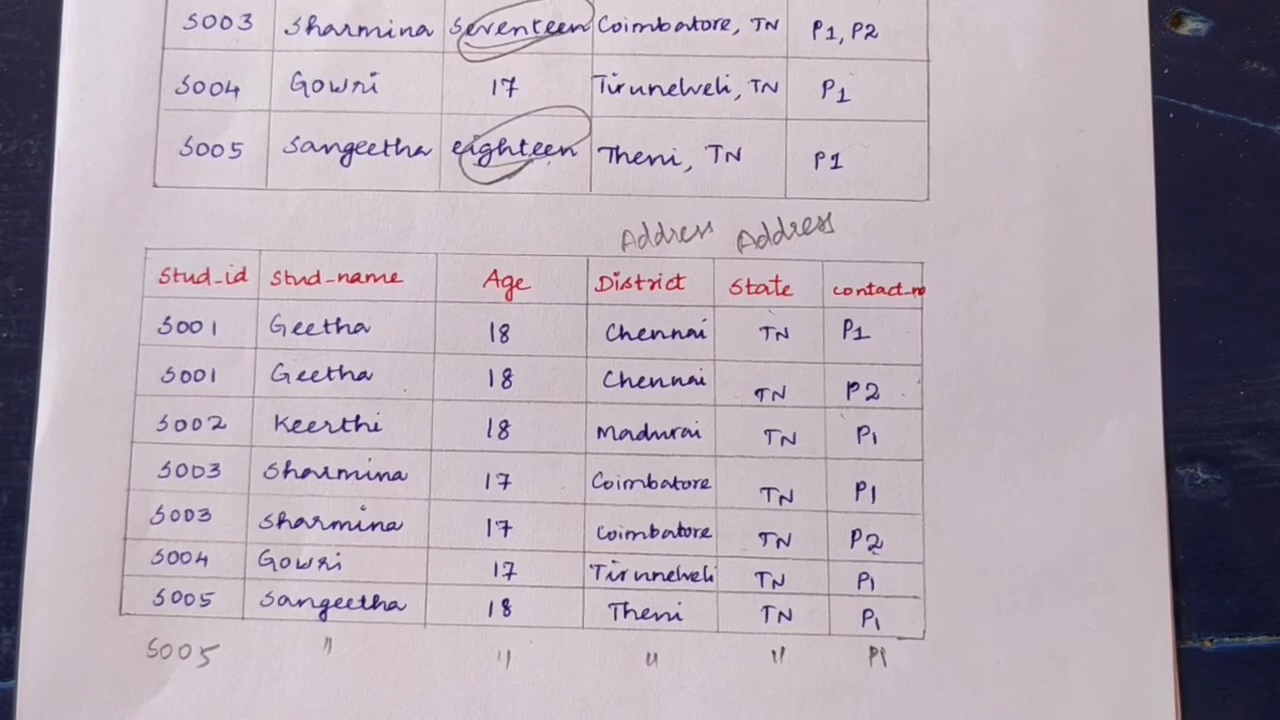 S003 Sharmina Seventeen Coimbatore, TN P1, P2
S004 Gowri 17 Tirunelveli, TN P1
S005 Sangeetha eighteen Theni, TN P1
Address Address
Stud_id Stud_name Age District State contact_no
S001 Geetha 18 Chennai TN P1
S001 Geetha 18 Chennai TN P2
S002 Keerthi 18 Madurai TN P1
S003 Sharmina 17 Coimbatore TN P1
S003 Sharmina 17 Coimbatore TN P2
S004 Gowri 17 Tirunelveli TN P1
S005 Sangeetha 18 Theni TN P1
S005 " " " " P1